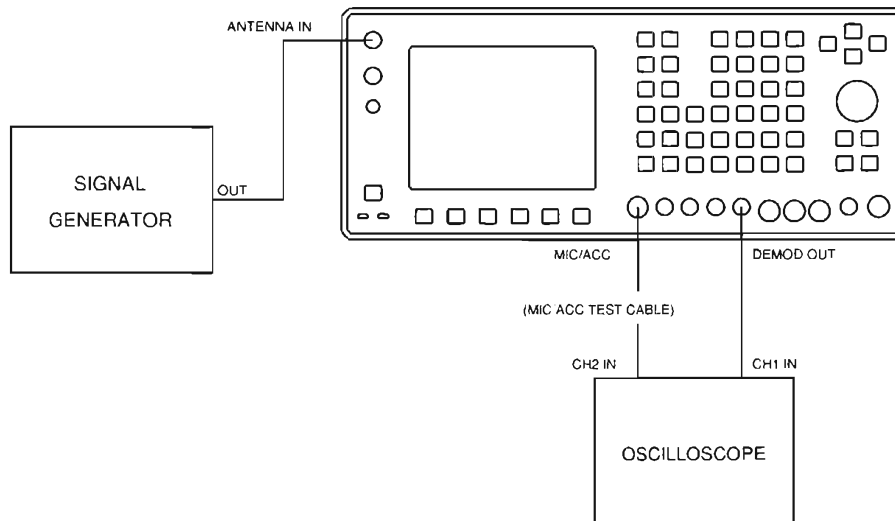 ANTENNA IN
SIGNAL
GENERATOR
OUT
MIC/ACC
DEMOD OUT
(MIC ACC TEST CABLE)
CH2 IN
CH1 IN
OSCILLOSCOPE